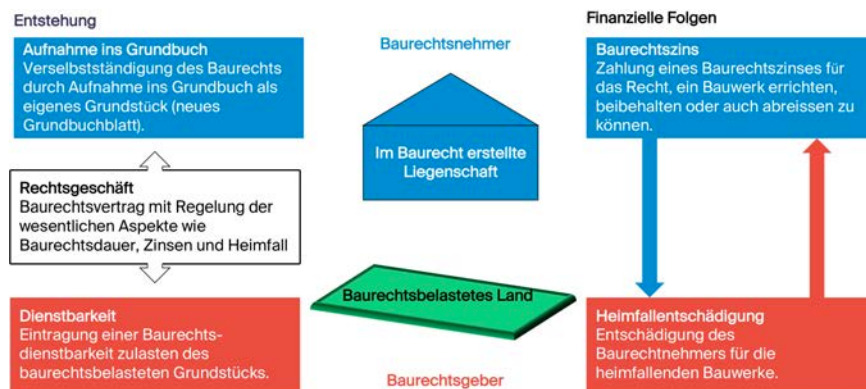 Entstehung
Aufnahme ins Grundbuch
Verselbstständigung des Baurechts
durch Aufnahme ins Grundbuch als
eigenes Grundstück (neues
Grundbuchblatt).
Rechtsgeschäft
Baurechtsvertrag mit Regelung der
wesentlichen Aspekte wie
Baurechtsdauer, Zinsen und Heimfall
Dienstbarkeit
Eintragung einer Baurechts-
dienstbarkeit zulasten des
baurechtsbelasteten Grundstücks.
Baurechtsnehmer
Im Baurecht erstellte
Liegenschaft
Baurechtsbelastetes Land
Baurechtsgeber
Finanzielle Folgen
Baurechtszins
Zahlung eines Baurechtszinses für
das Recht, ein Bauwerk errichten,
beibehalten oder auch abreissen zu
können.
Heimfallentschädigung
Entschädigung des
Baurechtnehmers für die
heimfallenden Bauwerke.